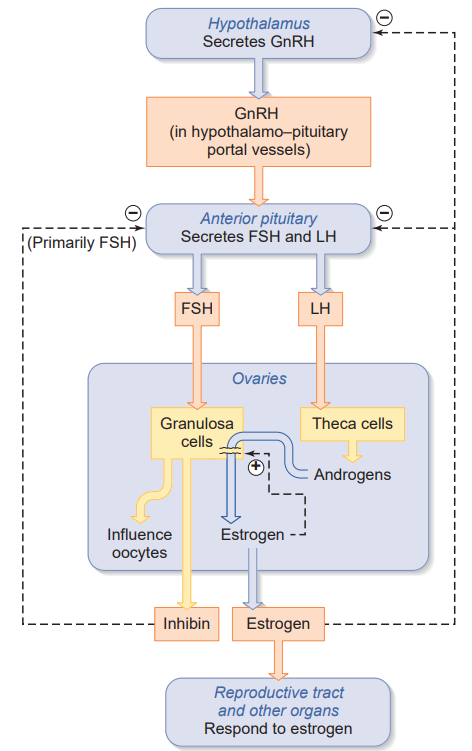 Hypothalamus
Secretes GnRH
−
GnRH
(in hypothalamo–pituitary
portal vessels)
−
Anterior pituitary
Secretes FSH and LH
−
(Primarily FSH)
FSH
LH
Ovaries
Granulosa
cells
Theca cells
+
Androgens
Influence
oocytes
Estrogen
Inhibin
Estrogen
Reproductive tract
and other organs
Respond to estrogen